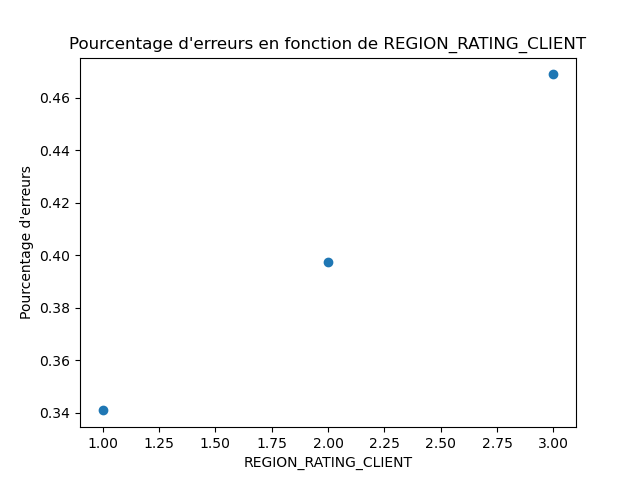 Pourcentage d'erreurs en fonction de REGION_RATING_CLIENT
Pourcentage d'erreurs
0.46
0.44
0.42
0.40
0.38
0.36
0.34
1.00 1.25 1.50 1.75 2.00 2.25 2.50 2.75 3.00
REGION_RATING_CLIENT